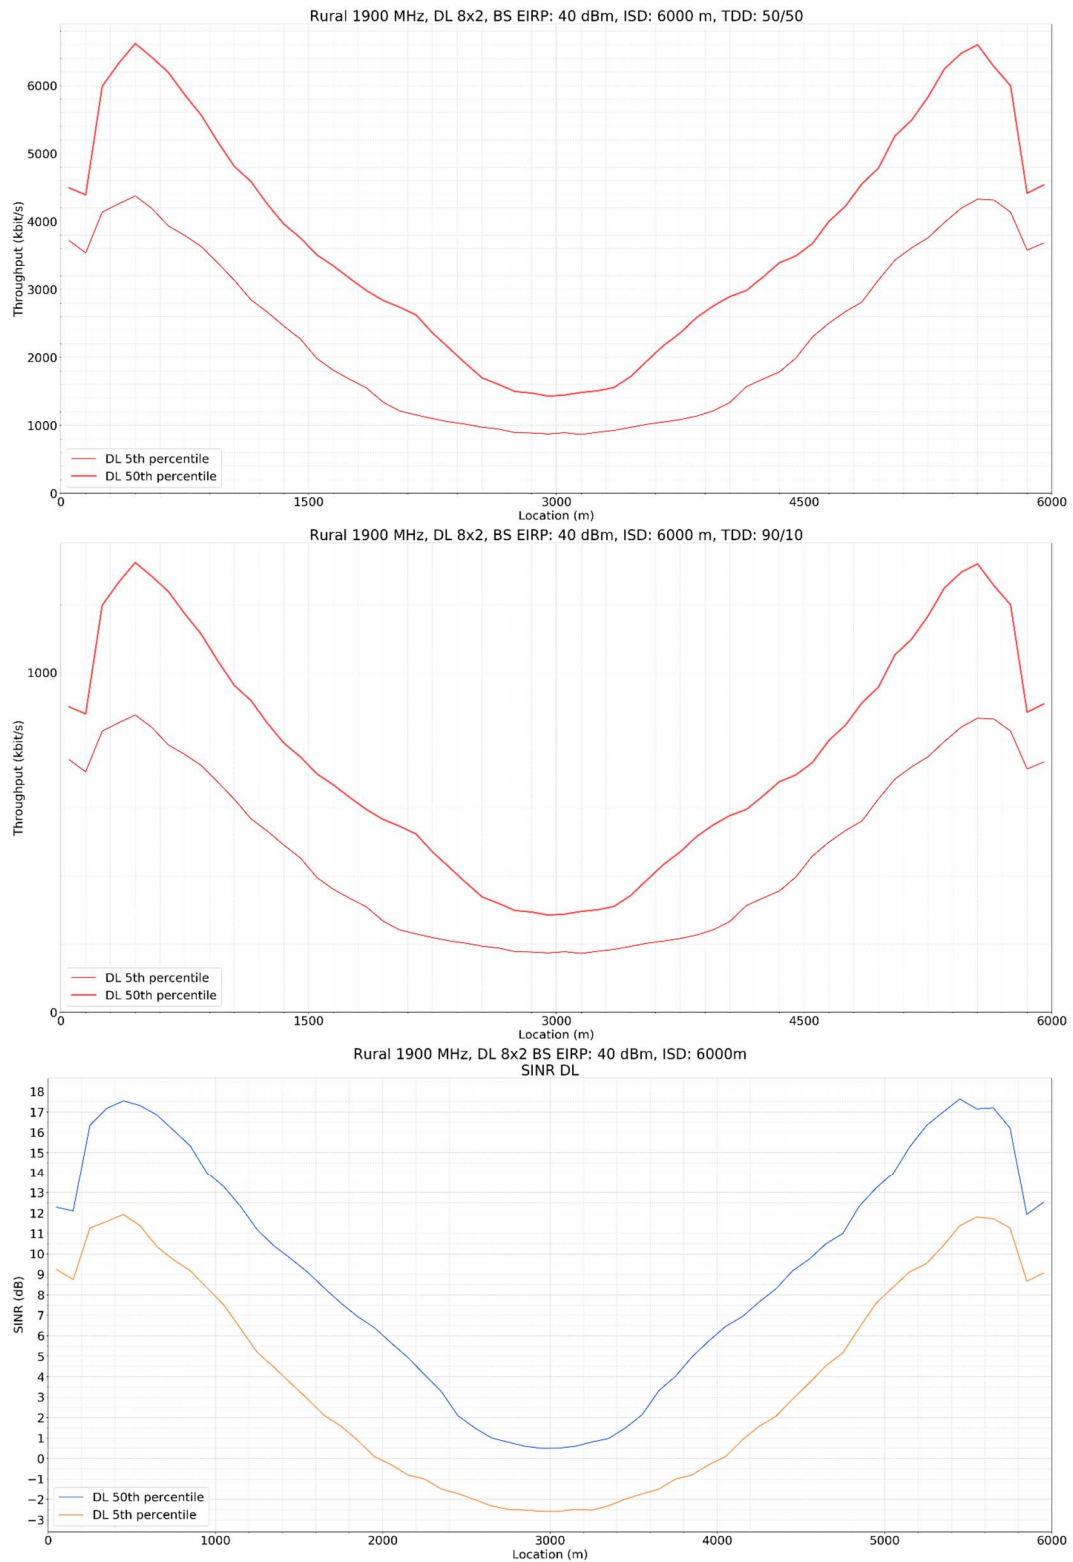 Rural 1900 MHz, DL 8x2, BS EIRP: 40 dBm, ISD: 6000 m, TDD: 50/50
Throughput (kbit/s)
6000
5000
4000
3000
2000
1000
0
DL 5th percentile
DL 50th percentile
0 1500 3000 4500 6000
Location (m)
Rural 1900 MHz, DL 8x2, BS EIRP: 40 dBm, ISD: 6000 m, TDD: 90/10
Throughput (kbit/s)
1000
0
DL 5th percentile
DL 50th percentile
0 1500 3000 4500 6000
Location (m)
Rural 1900 MHz, DL 8x2 BS EIRP: 40 dBm, ISD: 6000m
SINR DL
SINR (dB)
18
17
16
15
14
13
12
11
10
9
8
7
6
5
4
3
2
1
0
−1
−2
−3
DL 50th percentile
DL 5th percentile
0 1000 2000 3000 4000 5000 6000
Location (m)